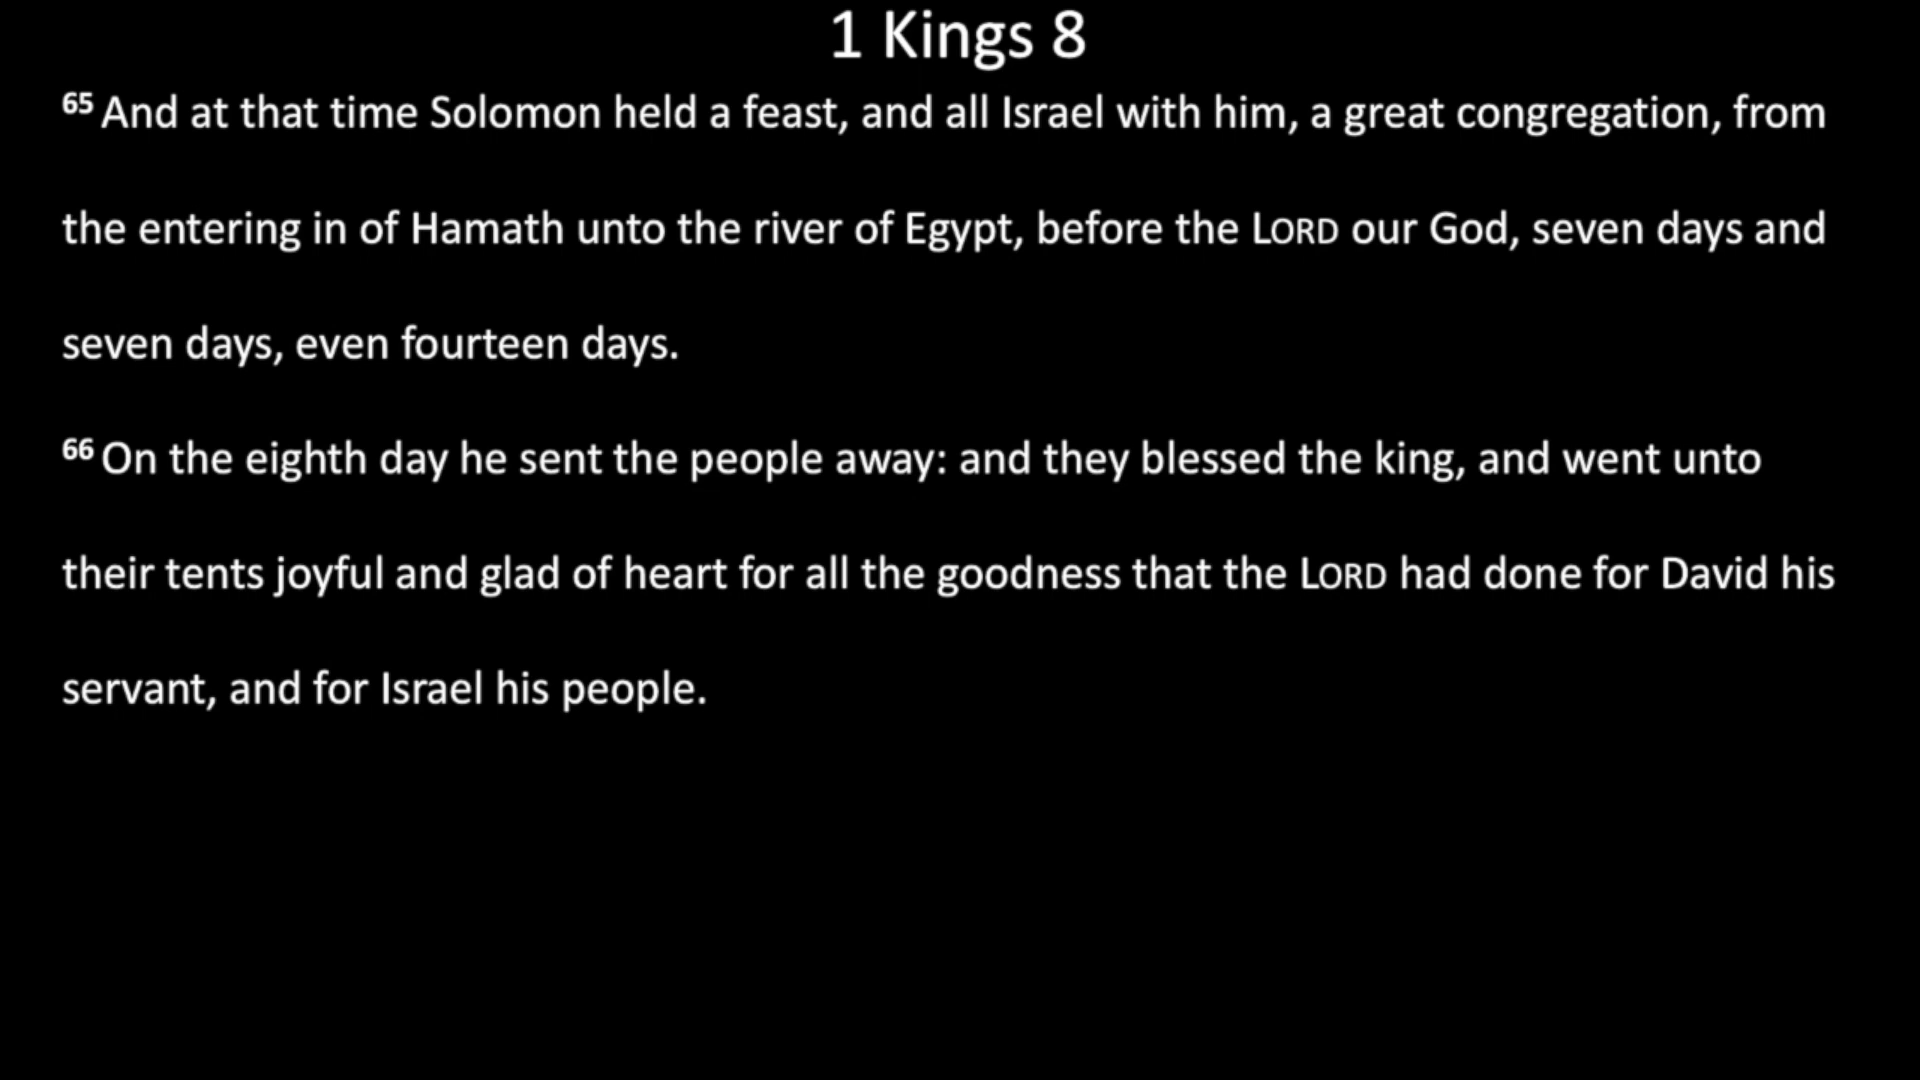 1 Kings 8
65 And at that time Solomon held a feast, and all Israel with him, a great congregation, from
the entering in of Hamath unto the river of Egypt, before the LORD our God, seven days and
seven days, even fourteen days.
66 On the eighth day he sent the people away: and they blessed the king, and went unto
their tents joyful and glad of heart for all the goodness that the LORD had done for David his
servant, and for Israel his people.